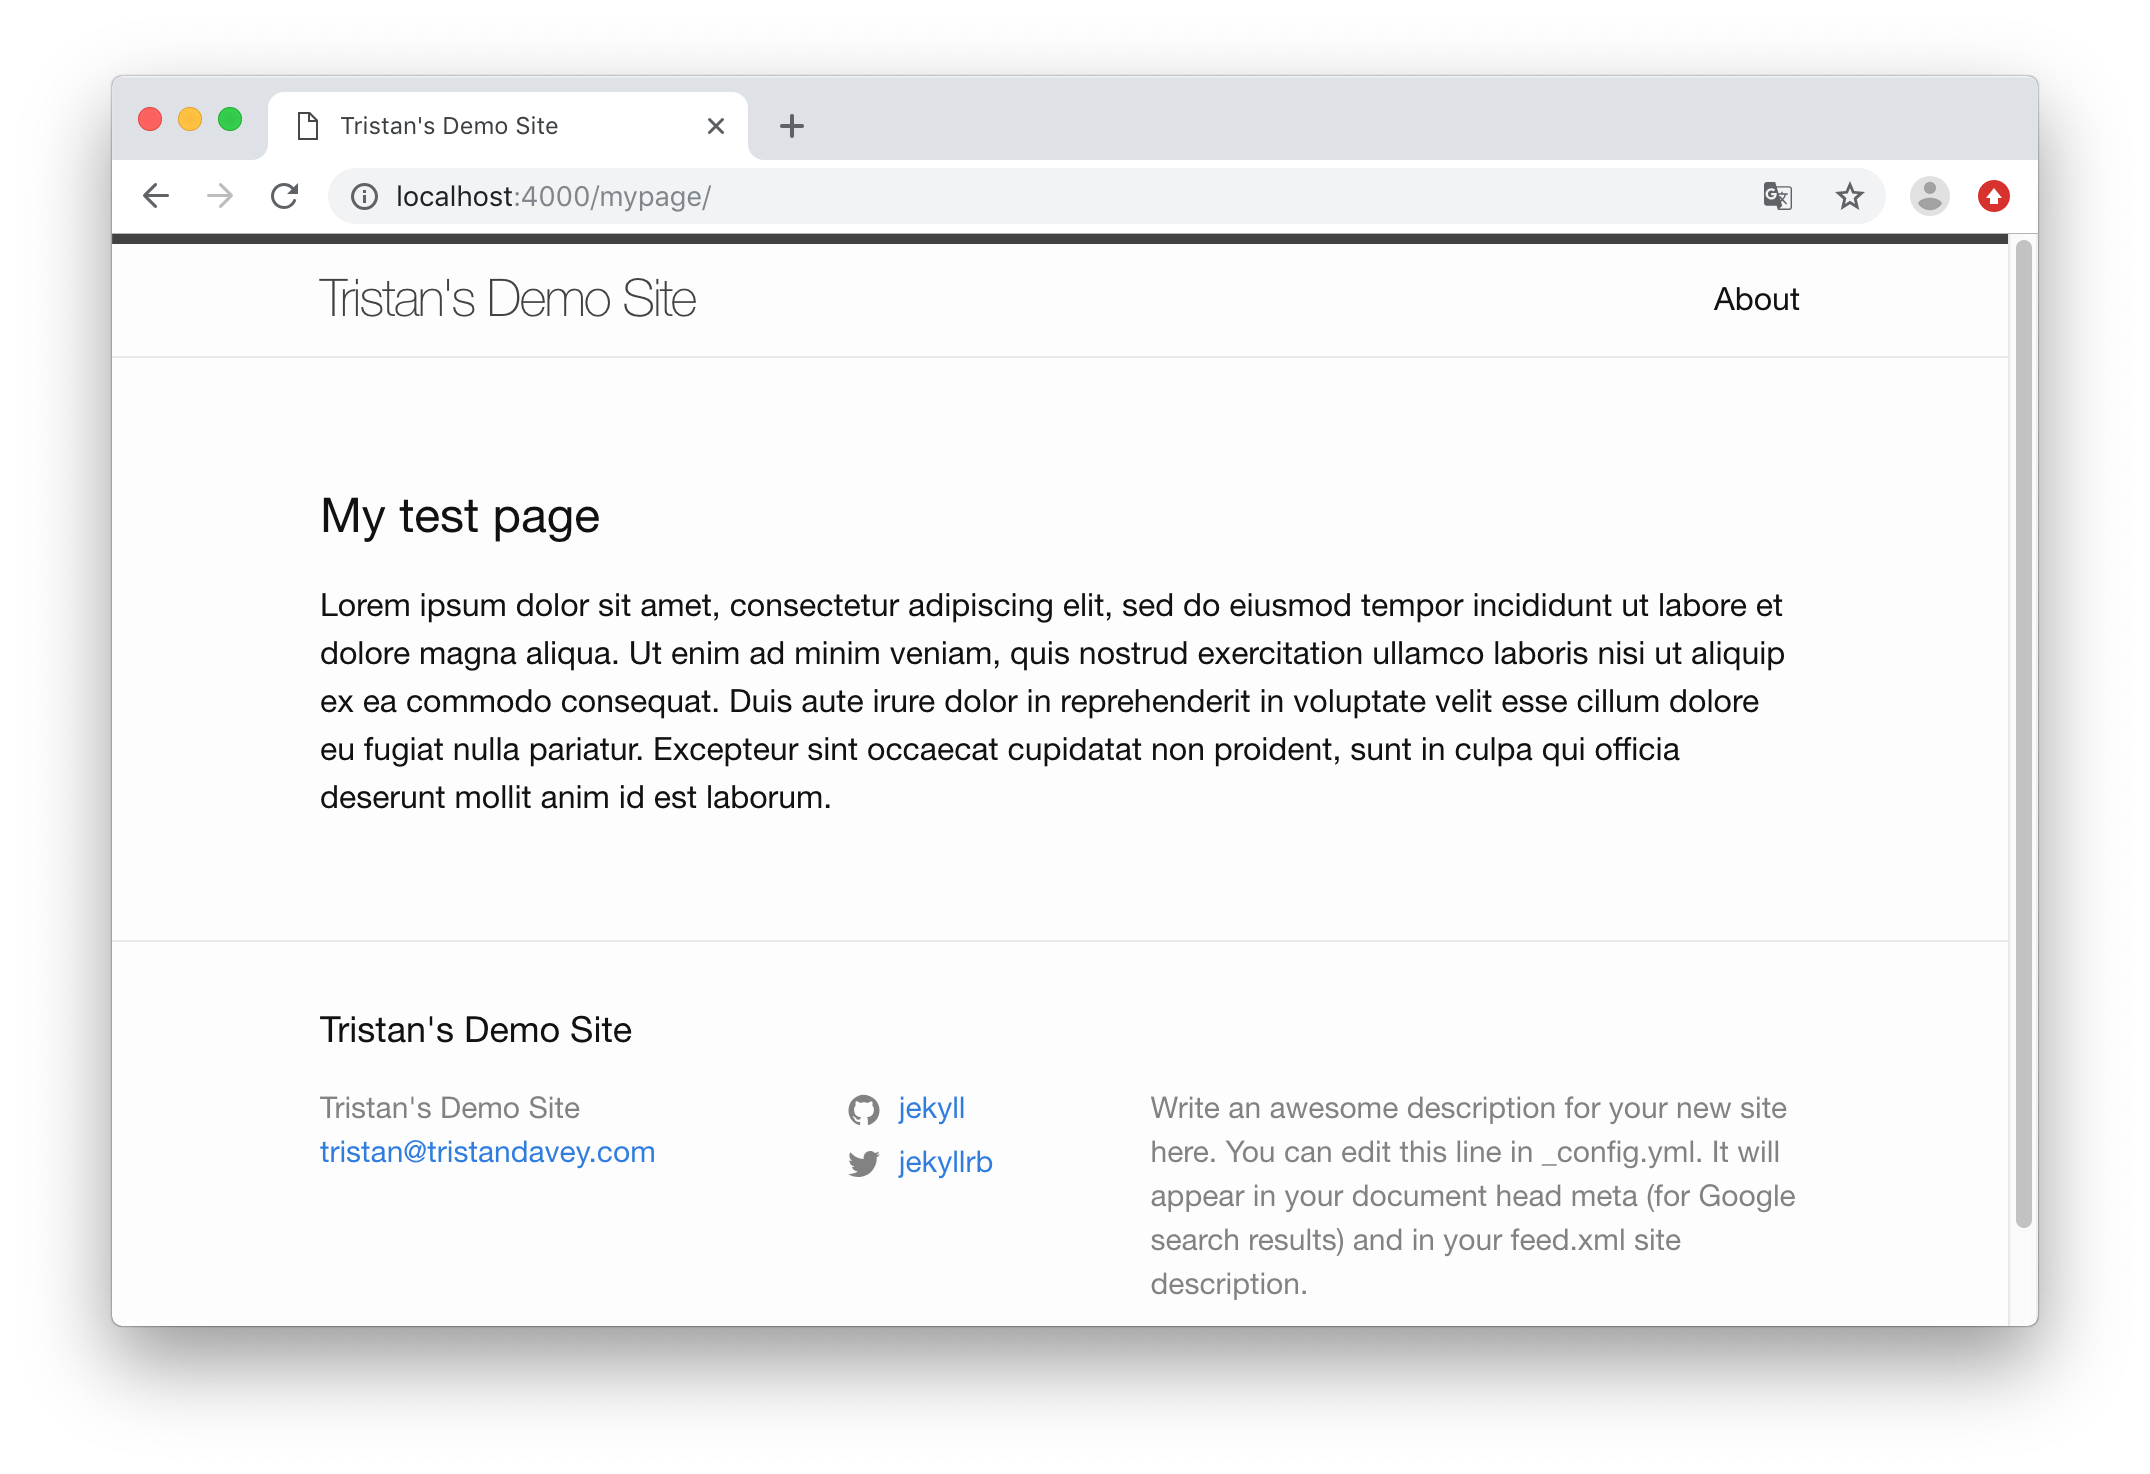 Tristan's Demo Site
localhost:4000/mypage/
Tristan's Demo Site
About
My test page
Lorem ipsum dolor sit amet, consectetur adipiscing elit, sed do eiusmod tempor incididunt ut labore et
dolore magna aliqua. Ut enim ad minim veniam, quis nostrud exercitation ullamco laboris nisi ut aliquip
ex ea commodo consequat. Duis aute irure dolor in reprehenderit in voluptate velit esse cillum dolore
eu fugiat nulla pariatur. Excepteur sint occaecat cupidatat non proident, sunt in culpa qui officia
deserunt mollit anim id est laborum.
Tristan's Demo Site
Tristan's Demo Site
tristan@tristandavey.com
jekyll
jekyllrb
Write an awesome description for your new site
here. You can edit this line in _config.yml. It will
appear in your document head meta (for Google
search results) and in your feed.xml site
description.